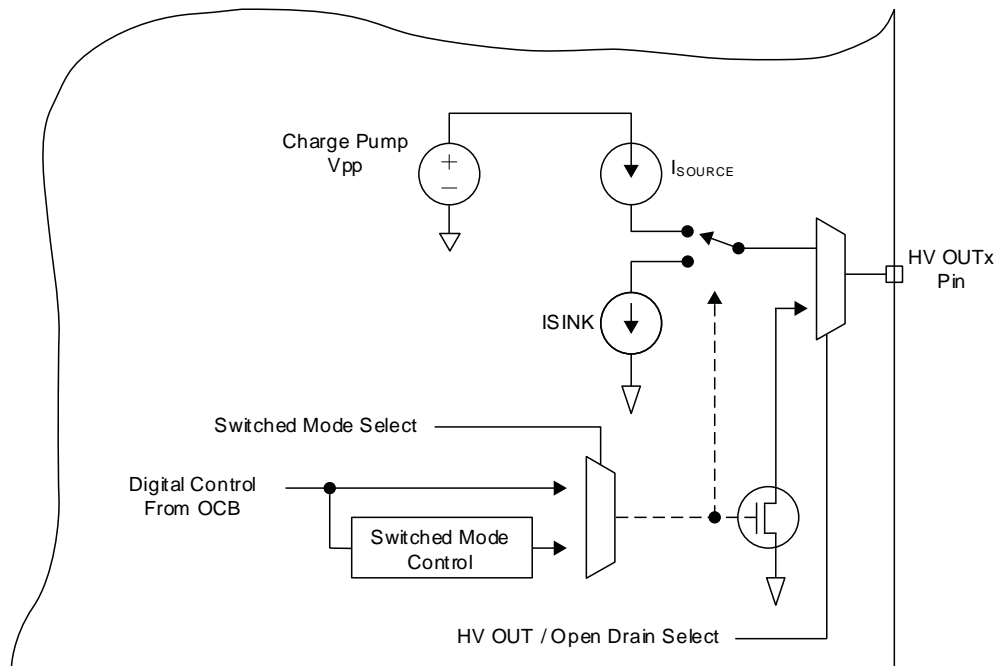 Charge Pump
Vpp
+
−
ISOURCE
HV OUTx
Pin
ISINK
Switched Mode Select
Digital Control
From OCB
Switched Mode
Control
HV OUT / Open Drain Select